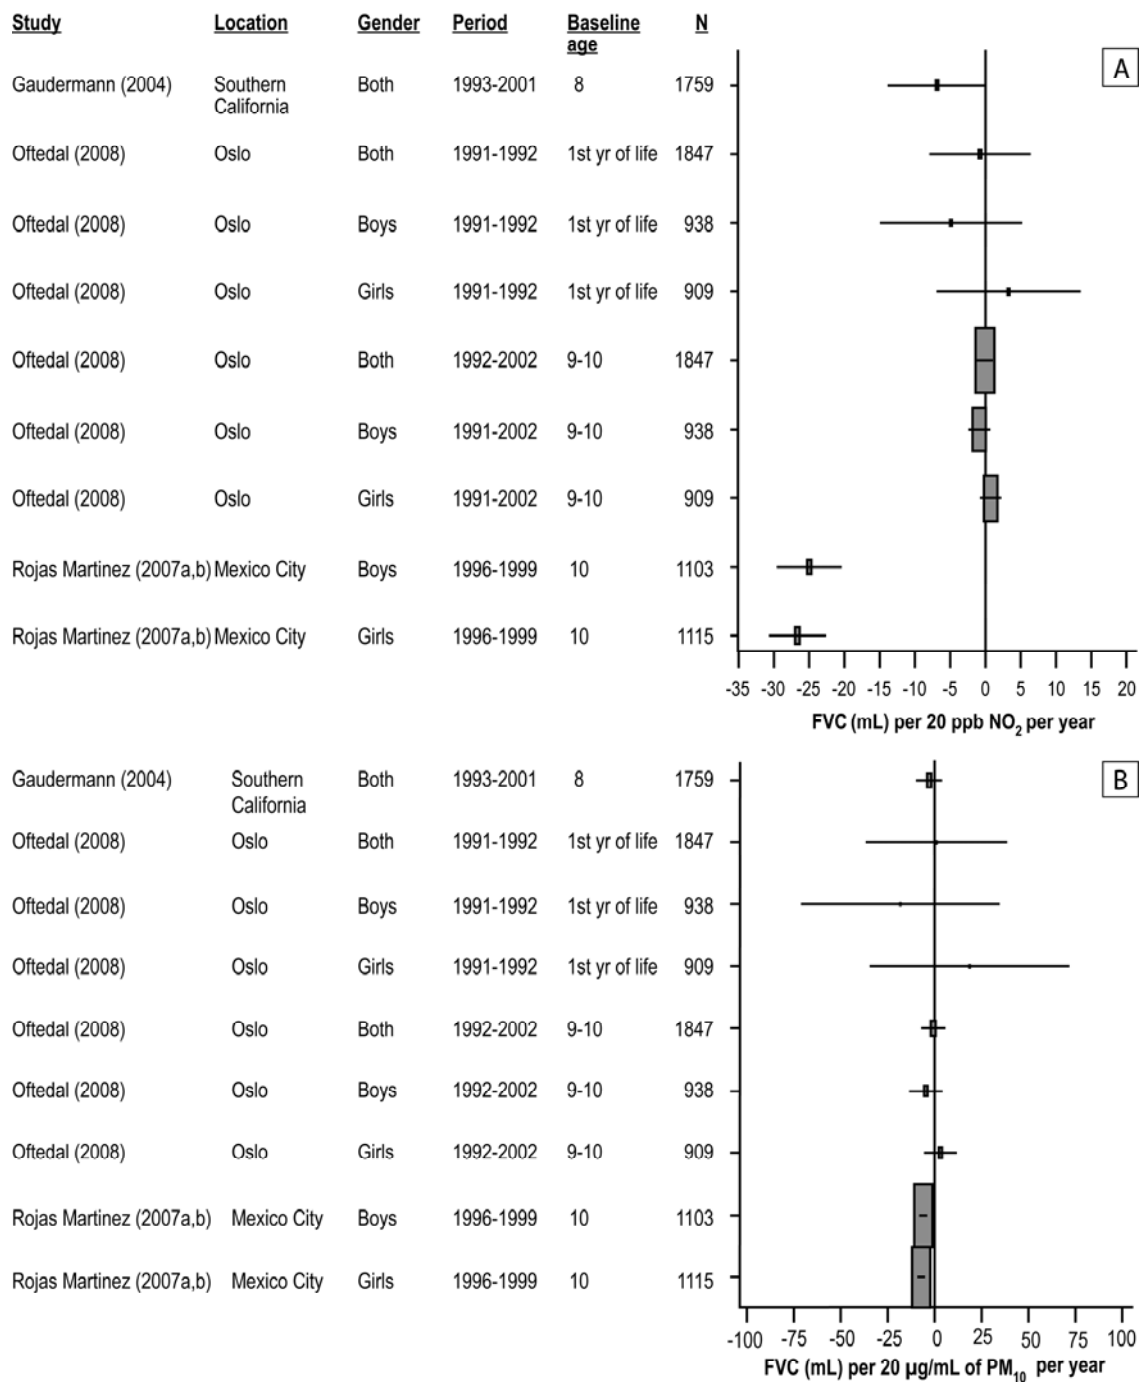 Study Location Gender Period Baseline age N
A
Gaudermann (2004) Southern California Both 1993-2001 8 1759
Oftedal (2008) Oslo Both 1991-1992 1st yr of life 1847
Oftedal (2008) Oslo Boys 1991-1992 1st yr of life 938
Oftedal (2008) Oslo Girls 1991-1992 1st yr of life 909
Oftedal (2008) Oslo Both 1992-2002 9-10 1847
Oftedal (2008) Oslo Boys 1991-2002 9-10 938
Oftedal (2008) Oslo Girls 1991-2002 9-10 909
Rojas Martinez (2007a,b) Mexico City Boys 1996-1999 10 1103
Rojas Martinez (2007a,b) Mexico City Girls 1996-1999 10 1115
-35 -30 -25 -20 -15 -10 -5 0 5 10 15 20
FVC (mL) per 20 ppb NO2 per year
B
Gaudermann (2004) Southern California Both 1993-2001 8 1759
Oftedal (2008) Oslo Both 1991-1992 1st yr of life 1847
Oftedal (2008) Oslo Boys 1991-1992 1st yr of life 938
Oftedal (2008) Oslo Girls 1991-1992 1st yr of life 909
Oftedal (2008) Oslo Both 1992-2002 9-10 1847
Oftedal (2008) Oslo Boys 1992-2002 9-10 938
Oftedal (2008) Oslo Girls 1992-2002 9-10 909
Rojas Martinez (2007a,b) Mexico City Boys 1996-1999 10 1103
Rojas Martinez (2007a,b) Mexico City Girls 1996-1999 10 1115
-100 -75 -50 -25 0 25 50 75 100
FVC (mL) per 20 µg/mL of PM10 per year